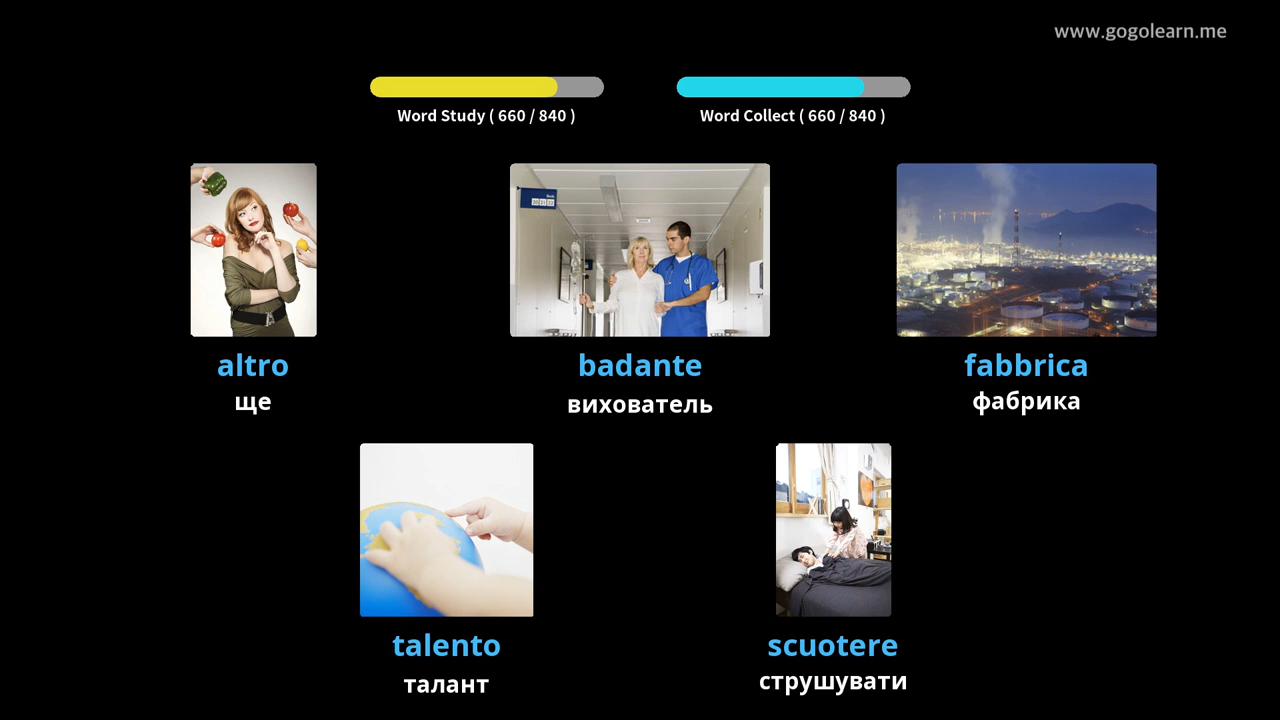 www.gogolearn.me
Word Study ( 660 / 840 )
Word Collect ( 660 / 840 )
altro
ще
badante
вихователь
fabbrica
фабрика
talento
талант
scuotere
струшувати